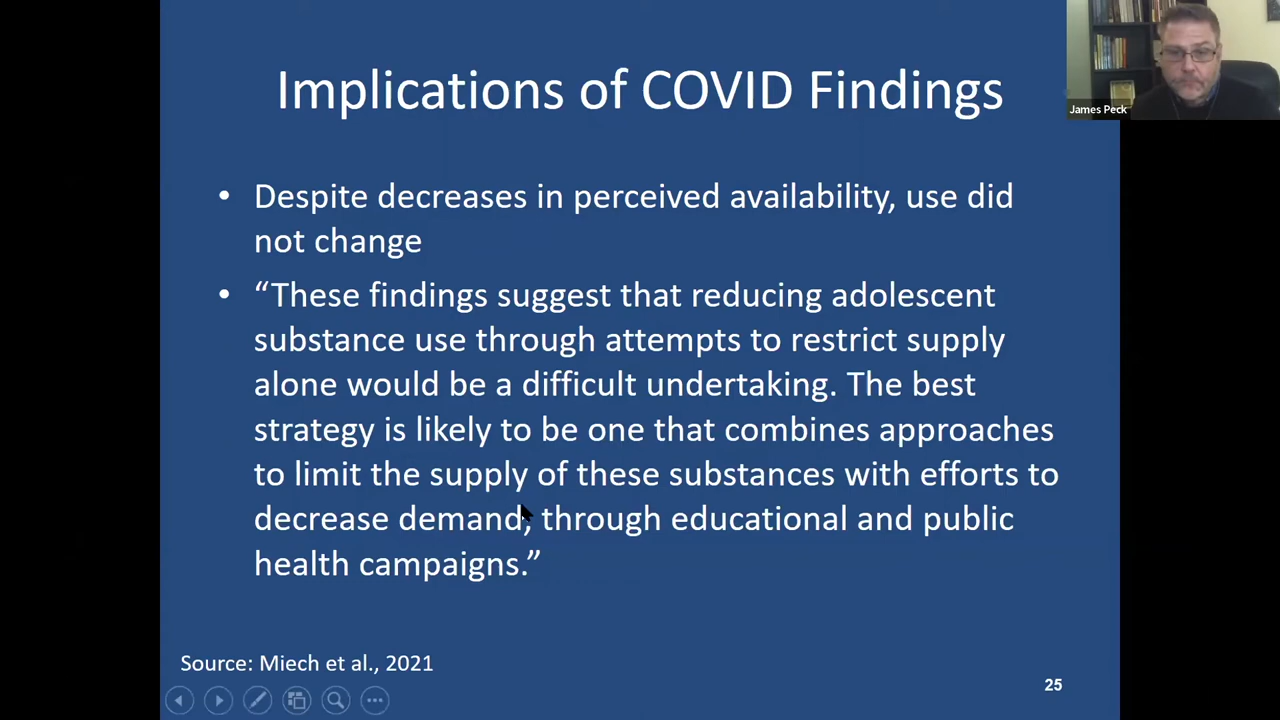 Implications of COVID Findings
James Peck
• Despite decreases in perceived availability, use did
not change
• “These findings suggest that reducing adolescent
substance use through attempts to restrict supply
alone would be a difficult undertaking. The best
strategy is likely to be one that combines approaches
to limit the supply of these substances with efforts to
decrease demand, through educational and public
health campaigns.”
Source: Miech et al., 2021
25